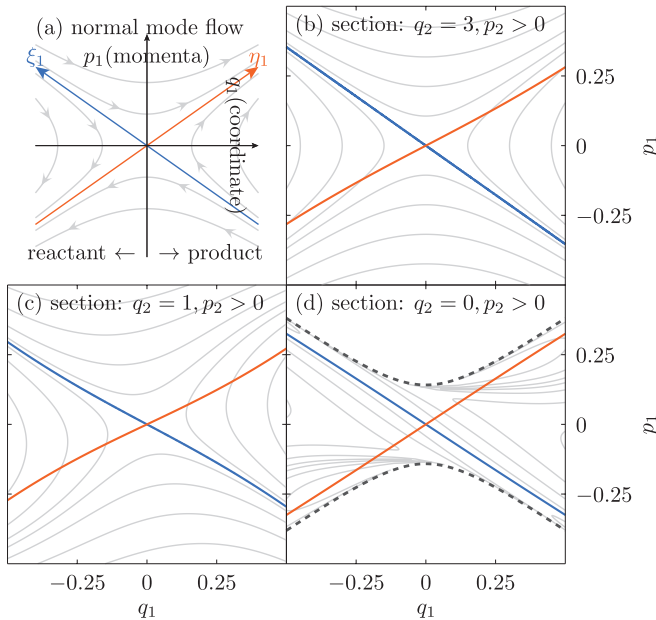 (a) normal mode flow
p₁(momenta)
ξ₁
η₁
q₁(coordinate)
reactant ← → product
(b) section: q₂ = 3, p₂ > 0
0.25
0
−0.25
p₁
(c) section: q₂ = 1, p₂ > 0
−0.25
0
0.25
q₁
(d) section: q₂ = 0, p₂ > 0
0.25
0
−0.25
p₁
−0.25
0
0.25
q₁